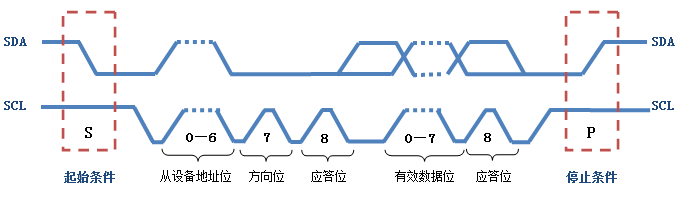 SDA SDA
SCL SCL
S 0—6 7 8 0—7 8 P
起始条件 从设备地址位 方向位 应答位 有效数据位 应答位 停止条件